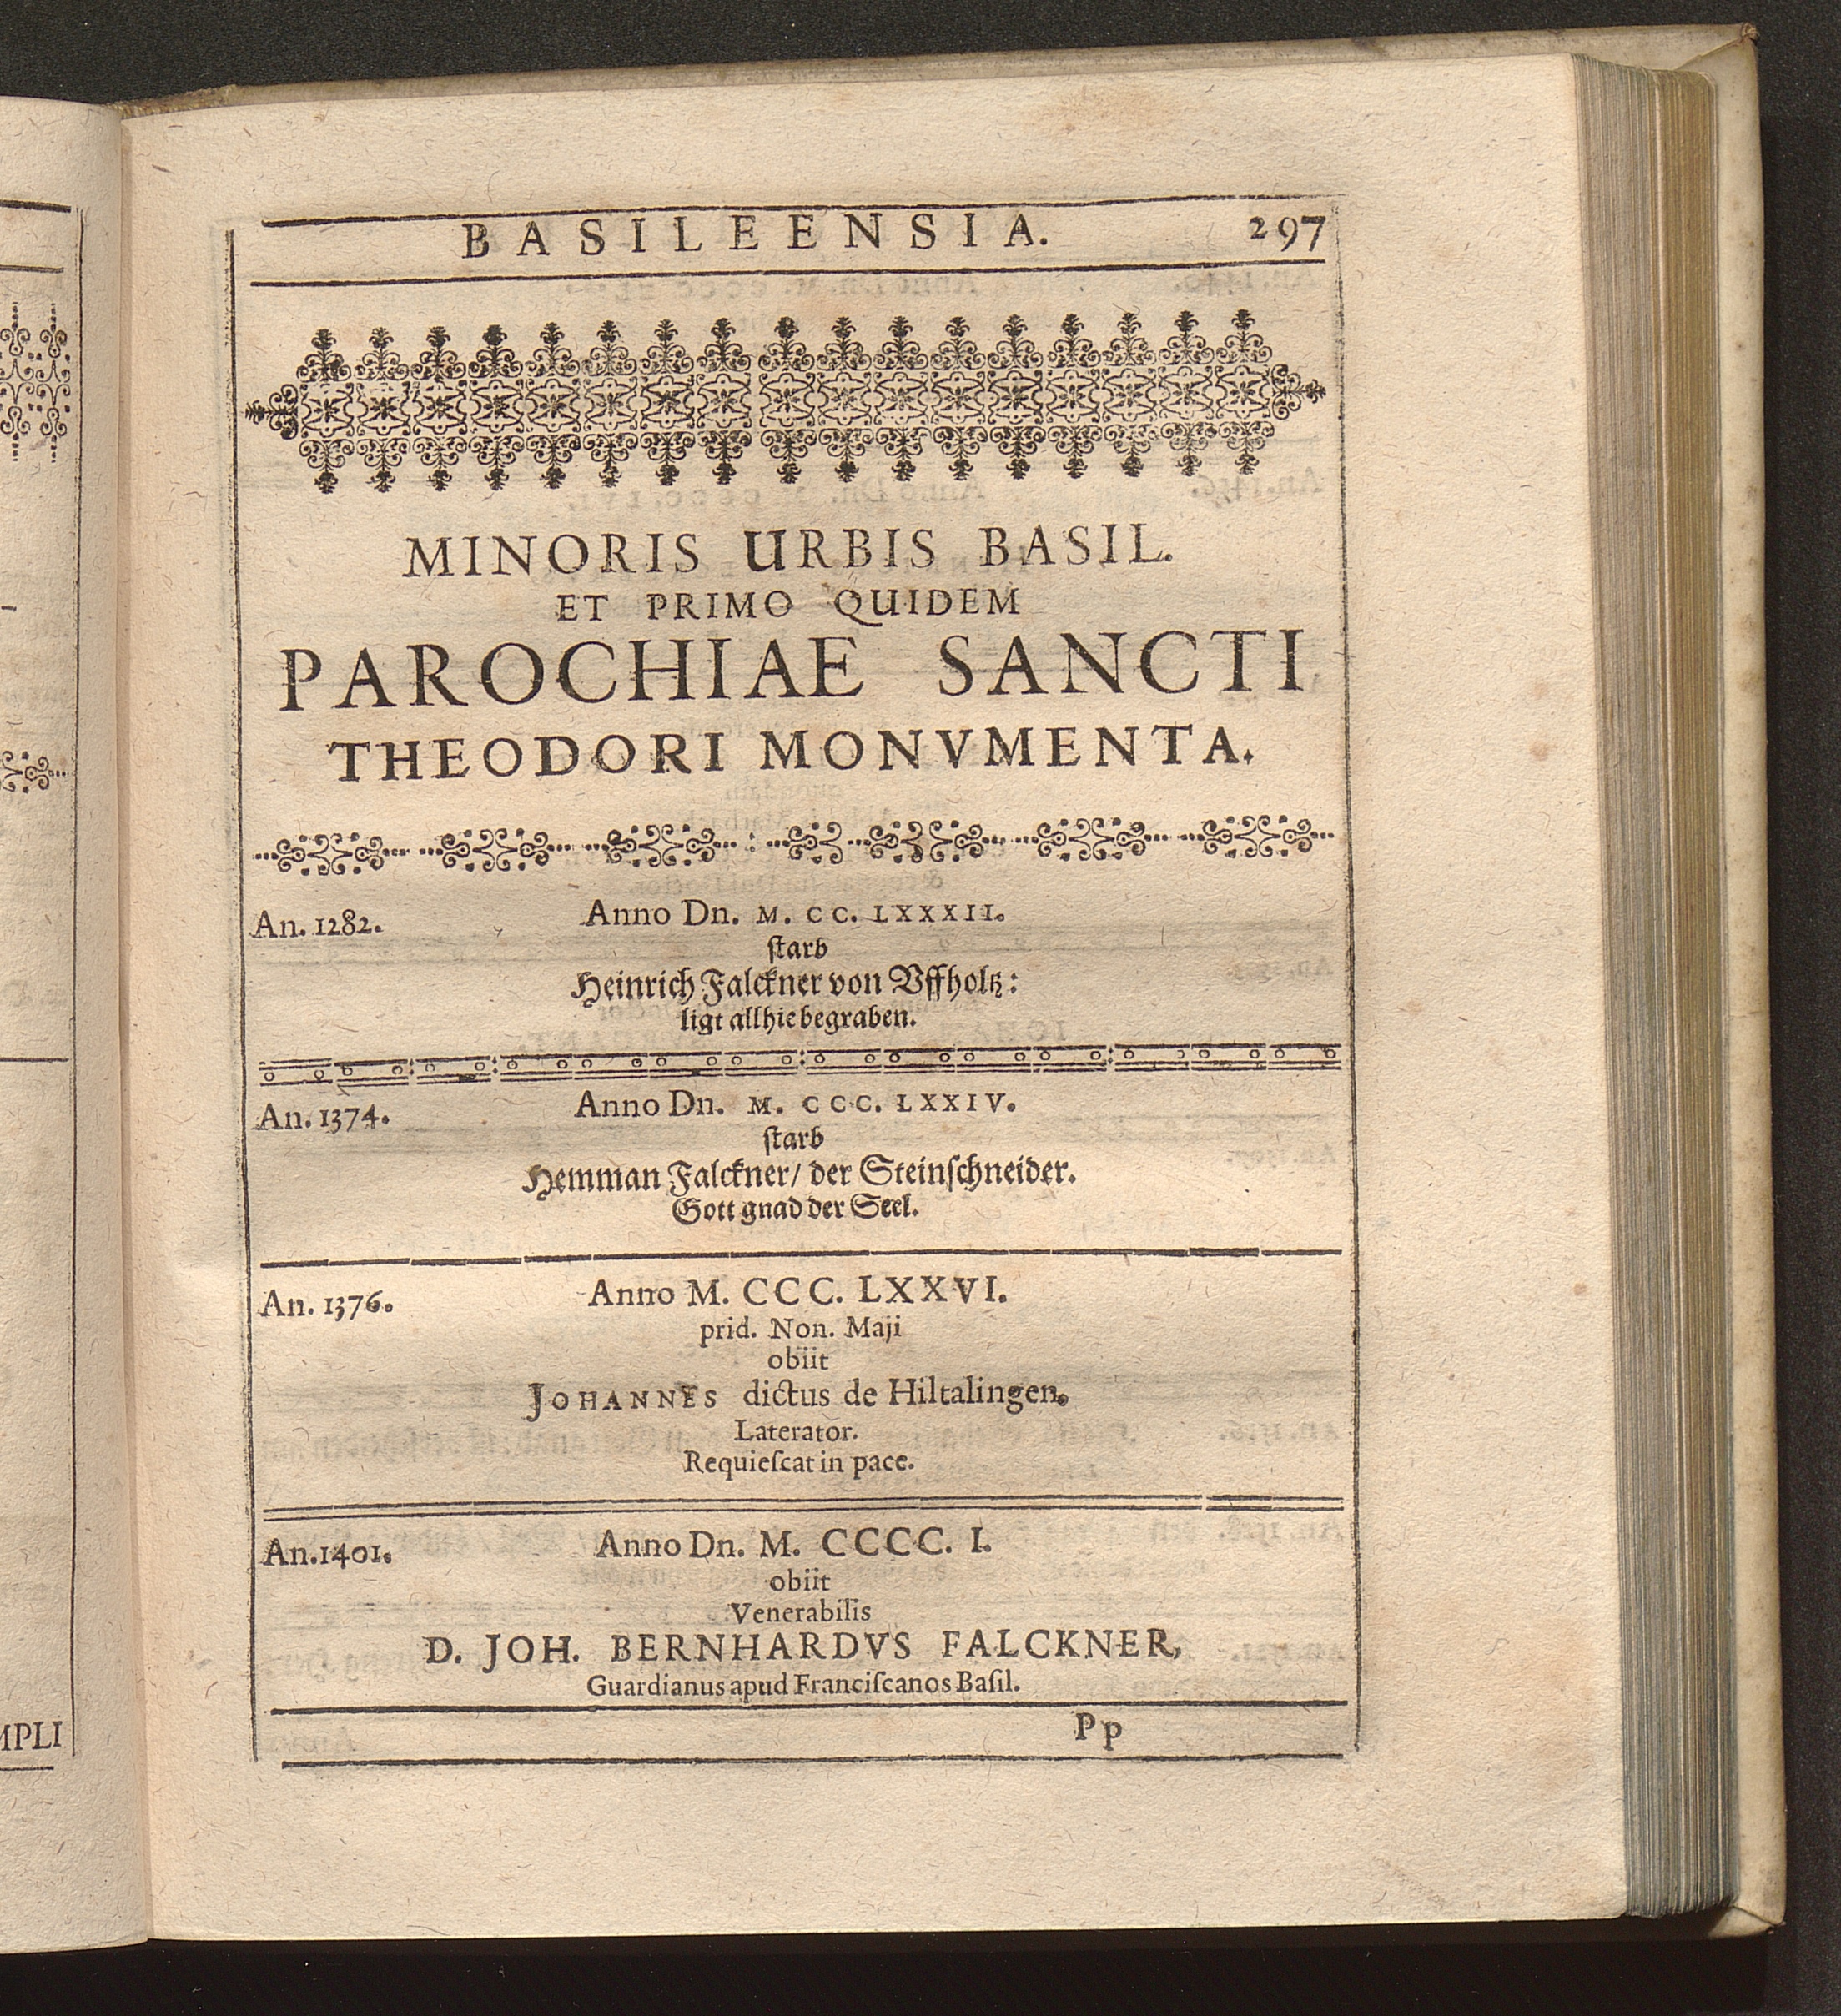 BASILEENSIA. 297
MINORIS URBIS BASIL.
ET PRIMO QUIDEM
PAROCHIAE SANCTI
THEODORI MONVMENTA.
An. 1282. Anno Dn. M. CC. LXXXII.
ſtarb
Heinrich Falckner von Vffholtz:
ligt allhie begraben.
An. 1374. Anno Dn. M. CCC. LXXIV.
ſtarb
Hemman Falckner/ der Steinſchneider.
Gott gnad der Seel.
An. 1376. Anno M. CCC. LXXVI.
prid. Non. Maji
obiit
JOHANNES dictus de Hiltalingen.
Laterator.
Requieſcat in pace.
An. 1401. Anno Dn. M. CCCC. I.
obiit
Venerabilis
D. JOH. BERNHARDVS FALCKNER,
Guardianus apud Franciſcanos Baſil.
Pp
MPLI